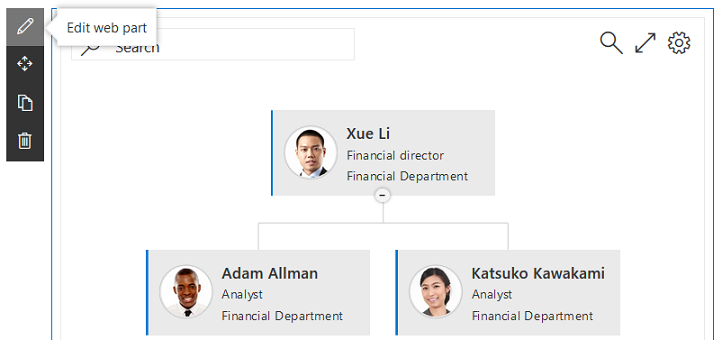 Edit web part
Search
Xue Li
Financial director
Financial Department
Adam Allman
Analyst
Financial Department
Katsuko Kawakami
Analyst
Financial Department